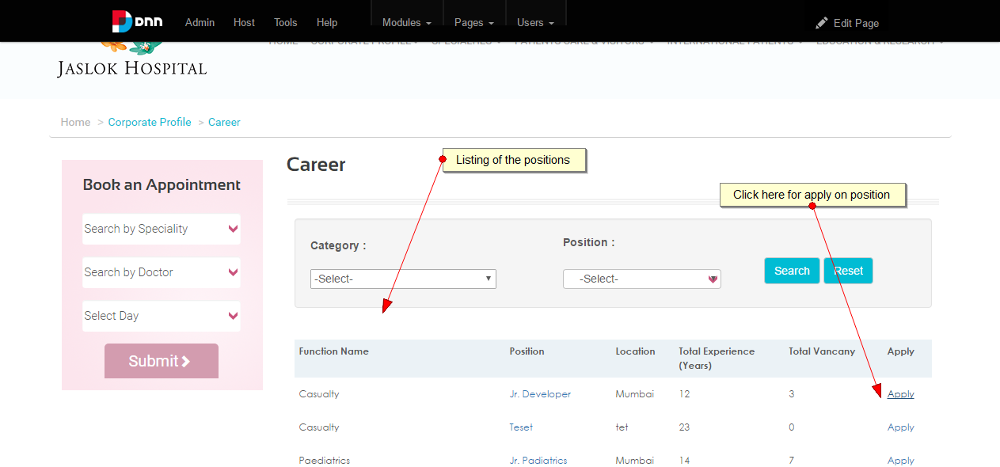 DNN Admin Host Tools Help Modules Pages Users Edit Page
HOME CORPORATE PROFILE SPECIALTIES PATIENTS CARE & VISITORS INTERNATIONAL PATIENTS EDUCATION & RESEARCH
JASLOK HOSPITAL
Home > Corporate Profile > Career
Book an Appointment
Search by Speciality
Search by Doctor
Select Day
Submit
Career
Listing of the positions
Click here for apply on position
Category :
Position :
-Select-
-Select-
Search Reset
Function Name Position Location Total Experience (Years) Total Vancany Apply
Casualty Jr. Developer Mumbai 12 3 Apply
Casualty Teset tet 23 0 Apply
Paediatrics Jr. Padiatrics Mumbai 14 7 Apply